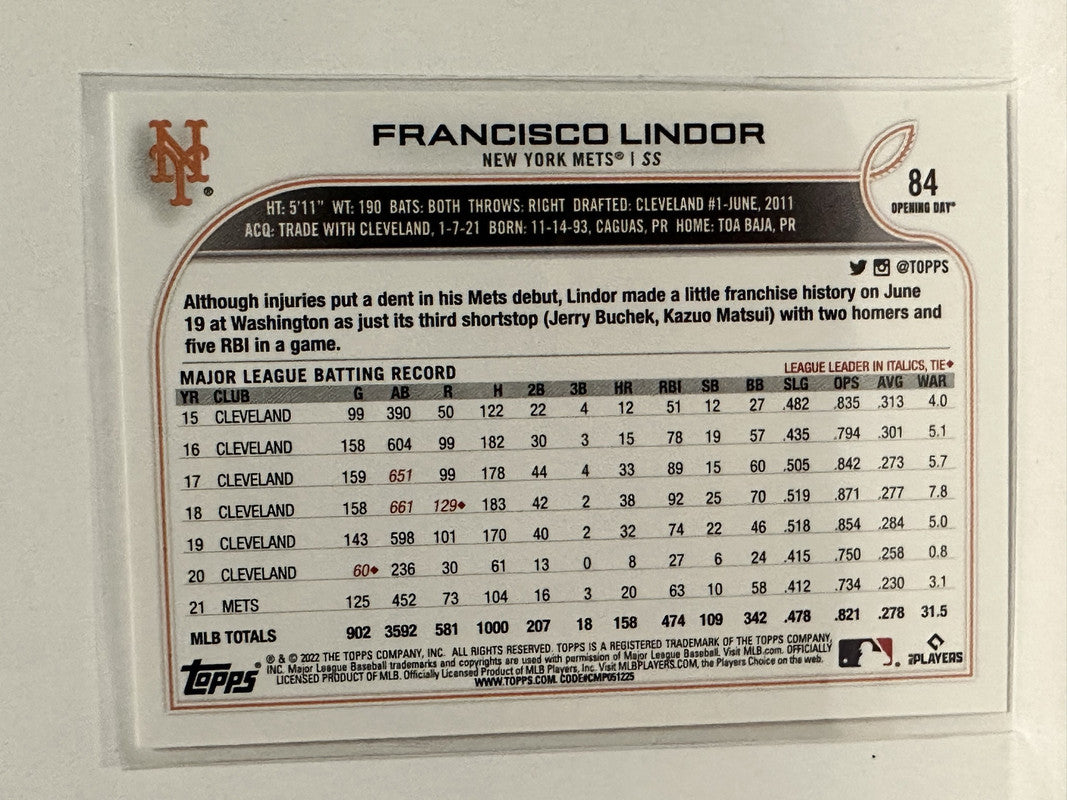 NY®
FRANCISCO LINDOR
NEW YORK METS® | SS
84
OPENING DAY®
HT: 5'11" WT: 190 BATS: BOTH THROWS: RIGHT DRAFTED: CLEVELAND #1-JUNE, 2011
ACQ: TRADE WITH CLEVELAND, 1-7-21 BORN: 11-14-93, CAGUAS, PR HOME: TOA BAJA, PR
@TOPPS
Although injuries put a dent in his Mets debut, Lindor made a little franchise history on June
19 at Washington as just its third shortstop (Jerry Buchek, Kazuo Matsui) with two homers and
five RBI in a game.
MAJOR LEAGUE BATTING RECORD LEAGUE LEADER IN ITALICS, TIE♦
YR CLUB G AB R H 2B 3B HR RBI SB BB SLG OPS AVG WAR
15 CLEVELAND 99 390 50 122 22 4 12 51 12 27 .482 .835 .313 4.0
16 CLEVELAND 158 604 99 182 30 3 15 78 19 57 .435 .794 .301 5.1
17 CLEVELAND 159 651 99 178 44 4 33 89 15 60 .505 .842 .273 5.7
18 CLEVELAND 158 661 129♦ 183 42 2 38 92 25 70 .519 .871 .277 7.8
19 CLEVELAND 143 598 101 170 40 2 32 74 22 46 .518 .854 .284 5.0
20 CLEVELAND 60♦ 236 30 61 13 0 8 27 6 24 .415 .750 .258 0.8
21 METS 125 452 73 104 16 3 20 63 10 58 .412 .734 .230 3.1
MLB TOTALS 902 3592 581 1000 207 18 158 474 109 342 .478 .821 .278 31.5
Topps®
® & © 2022 THE TOPPS COMPANY, INC. ALL RIGHTS RESERVED. TOPPS IS A REGISTERED TRADEMARK OF THE TOPPS COMPANY,
INC. Major League Baseball trademarks and copyrights are used with permission of Major League Baseball. Visit MLB.com. OFFICIALLY
LICENSED PRODUCT OF MLB. Officially Licensed Product of MLB Players, Inc. Visit MLBPLAYERS.COM, the Players Choice on the web.
WWW.TOPPS.COM. CODE#CMP051225
MLB PLAYERS